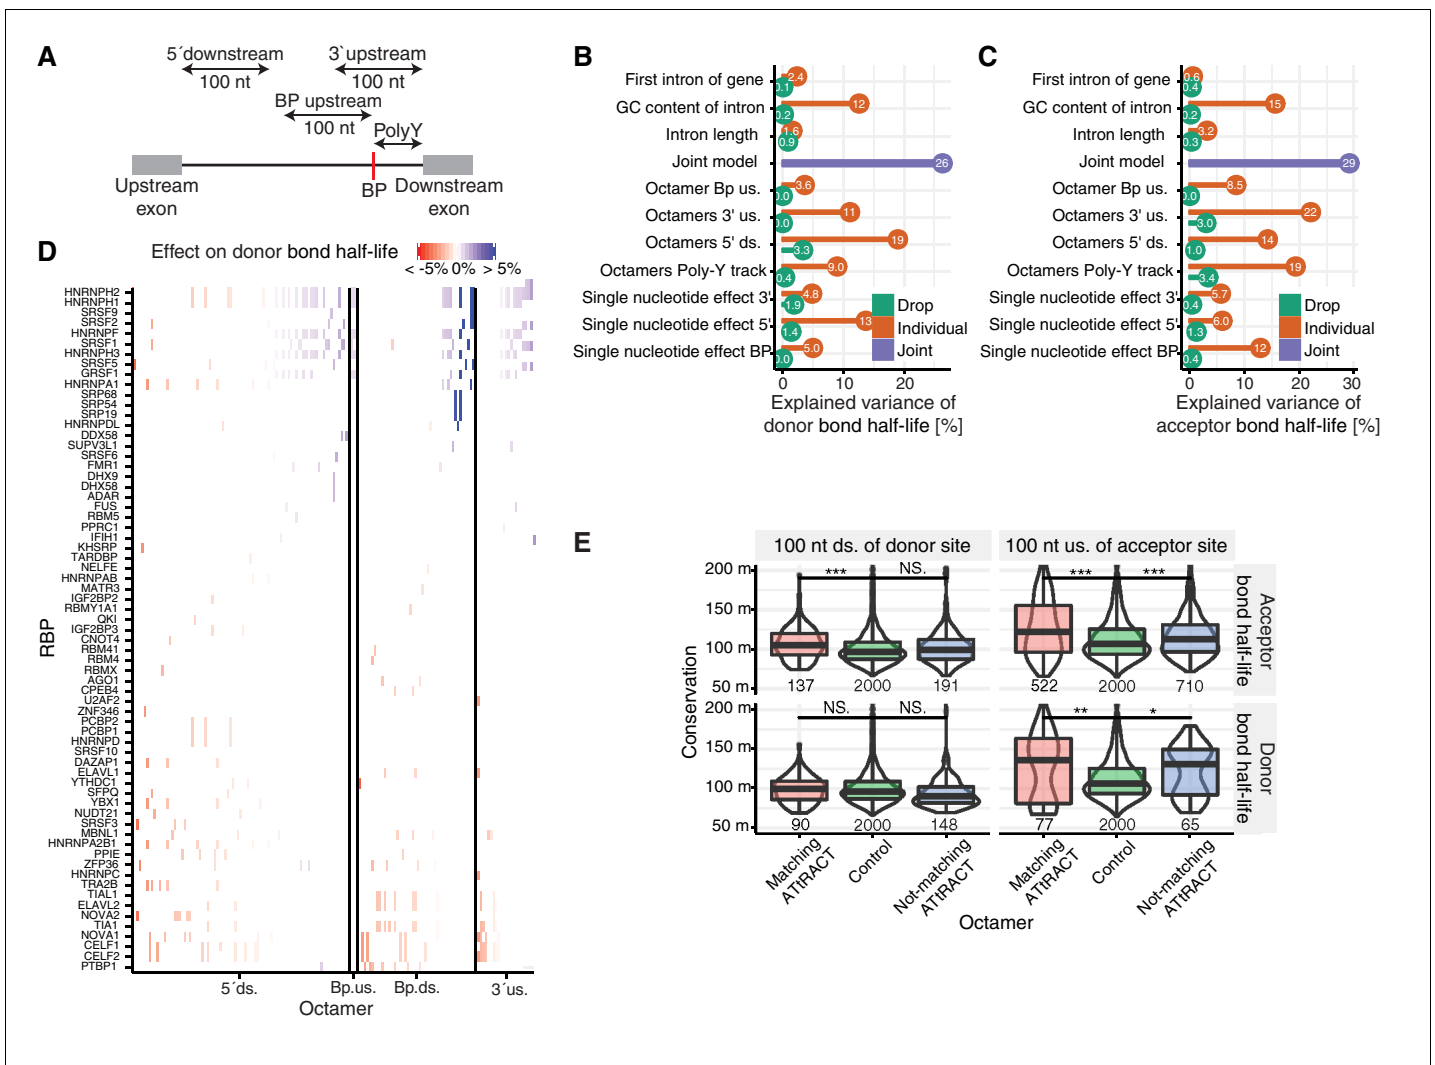 A
5´downstream
3`upstream
100 nt
100 nt
BP upstream
100 nt
PolyY
BP
Upstream
exon
Downstream
exon
B
First intron of gene
GC content of intron
Intron length
Joint model
Octamer Bp us.
Octamers 3' us.
Octamers 5' ds.
Octamers Poly-Y track
Single nucleotide effect 3'
Single nucleotide effect 5'
Single nucleotide effect BP
2.4
0.1
12
0.2
1.6
0.9
26
3.6
0.0
11
0.0
19
3.3
9.0
0.4
4.8
1.9
13
1.4
5.0
0.0
Drop
Individual
Joint
0
10
20
Explained variance of
donor bond half-life [%]
C
First intron of gene
GC content of intron
Intron length
Joint model
Octamer Bp us.
Octamers 3' us.
Octamers 5' ds.
Octamers Poly-Y track
Single nucleotide effect 3'
Single nucleotide effect 5'
Single nucleotide effect BP
0.6
0.4
15
0.2
3.2
0.3
29
8.5
0.0
22
3.0
14
1.0
19
3.4
5.7
0.4
6.0
1.3
12
0.4
Drop
Individual
Joint
0
10
20
30
Explained variance of
acceptor bond half-life [%]
D
Effect on donor bond half-life
< -5% 0% > 5%
RBP
HNRNPH2
HNRNPH1
SRSF9
SRSF2
HNRNPF
SRSF1
HNRNPH3
SRSF5
GRSF1
HNRNPA1
SRP68
SRP54
SRP19
HNRNPDL
DDX58
SUPV3L1
SRSF6
FMR1
DHX9
DHX58
ADAR
FUS
RBM5
PPRC1
IFIH1
KHSRP
TARDBP
NELFE
HNRNPAB
MATR3
IGF2BP2
RBMY1A1
QKI
IGF2BP3
CNOT4
RBM41
RBM4
RBMX
AGO1
CPEB4
U2AF2
ZNF346
PCBP2
PCBP1
HNRNPD
SRSF10
DAZAP1
ELAVL1
YTHDC1
SFPQ
YBX1
NUDT21
SRSF3
MBNL1
HNRNPA2B1
PPIE
ZFP36
HNRNPC
TRA2B
TIAL1
ELAVL2
NOVA2
TIA1
NOVA1
CELF1
CELF2
PTBP1
5´ds.
Bp.us.
Bp.ds.
3´us.
Octamer
E
100 nt ds. of donor site
100 nt us. of acceptor site
Conservation
200 m
150 m
100 m
50 m
***
NS.
137
2000
191
***
***
522
2000
710
Acceptor
bond half-life
200 m
150 m
100 m
50 m
NS.
NS.
90
2000
148
**
*
77
2000
65
Donor
bond half-life
Matching
ATtRACT
Control
Not-matching
ATtRACT
Matching
ATtRACT
Control
Not-matching
ATtRACT
Octamer